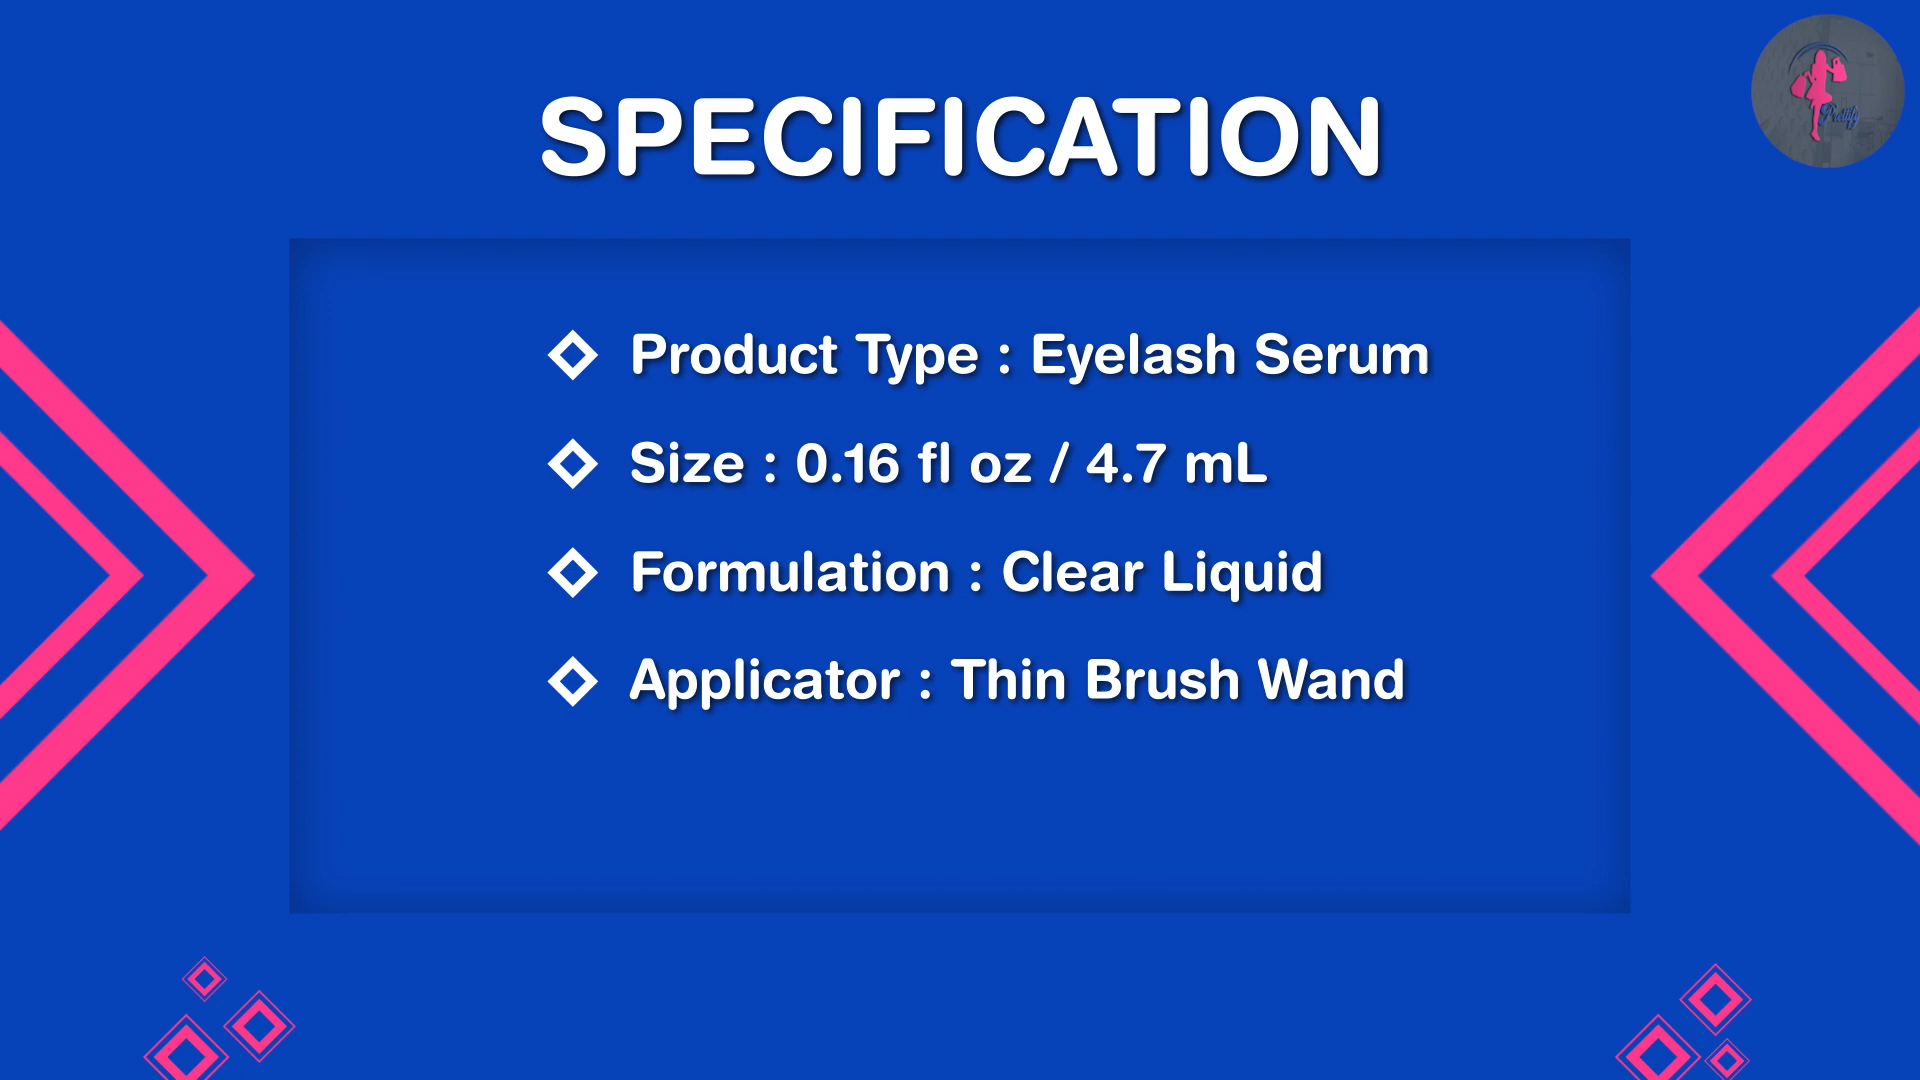 SPECIFICATION
Product Type : Eyelash Serum
Size : 0.16 fl oz / 4.7 mL
Formulation : Clear Liquid
Applicator : Thin Brush Wand